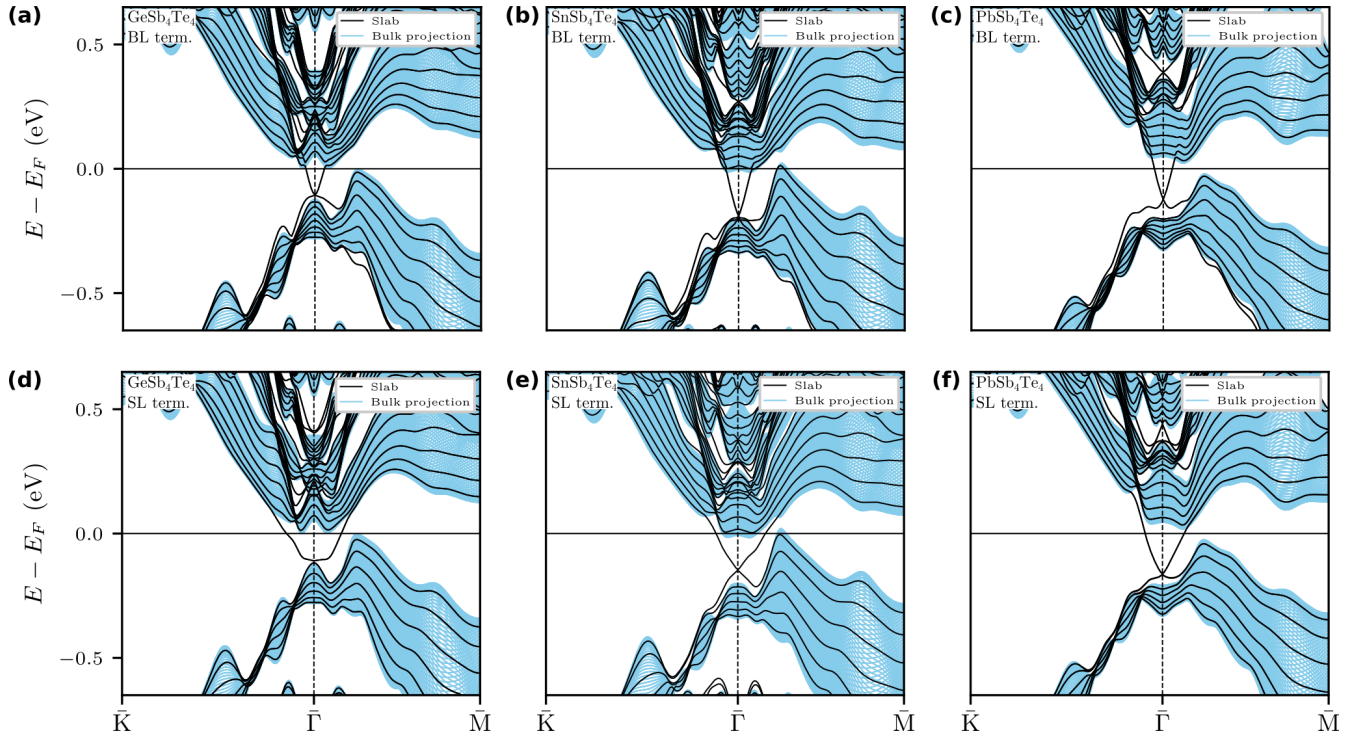 (a)
GeSb₄Te₄
BL term.
Slab
Bulk projection
(b)
SnSb₄Te₄
BL term.
Slab
Bulk projection
(c)
PbSb₄Te₄
BL term.
Slab
Bulk projection
0.5
0.0
−0.5
E − E_F (eV)
(d)
GeSb₄Te₄
SL term.
Slab
Bulk projection
(e)
SnSb₄Te₄
SL term.
Slab
Bulk projection
(f)
PbSb₄Te₄
SL term.
Slab
Bulk projection
0.5
0.0
−0.5
E − E_F (eV)
K̄ Γ̄ M̄
K̄ Γ̄ M̄
K̄ Γ̄ M̄